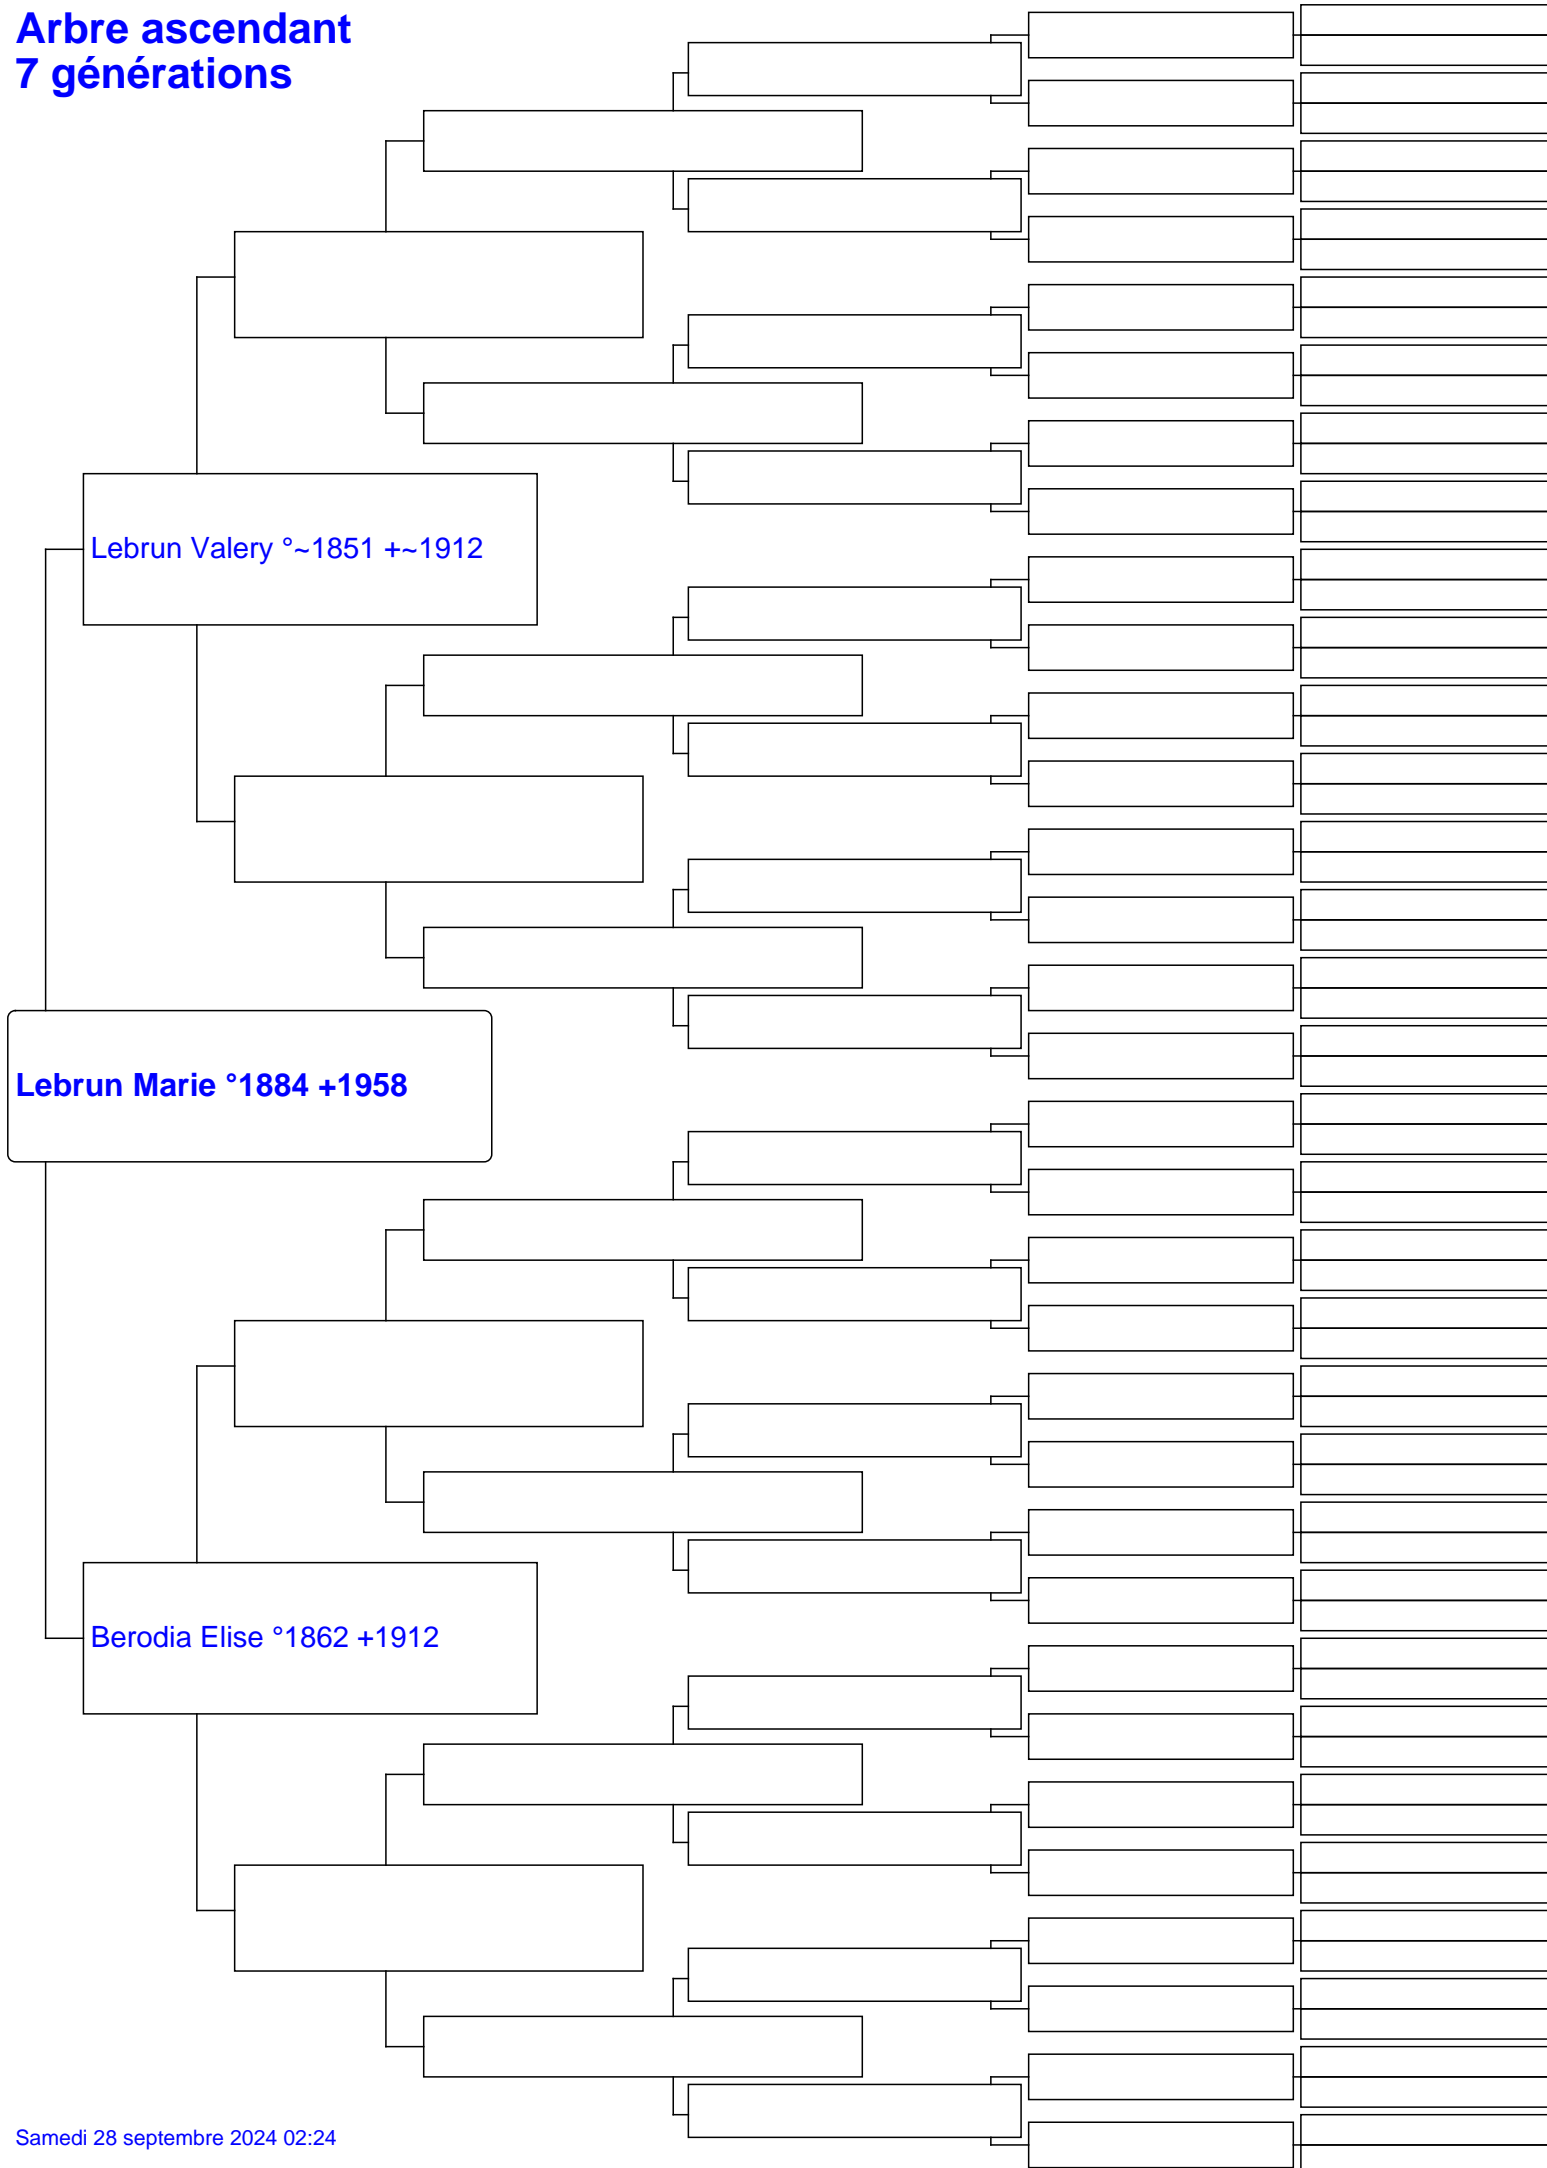 Arbre ascendant
7 générations
Lebrun Valery °~1851 +~1912
Lebrun Marie °1884 +1958
Berodia Elise °1862 +1912
Samedi 28 septembre 2024 02:24